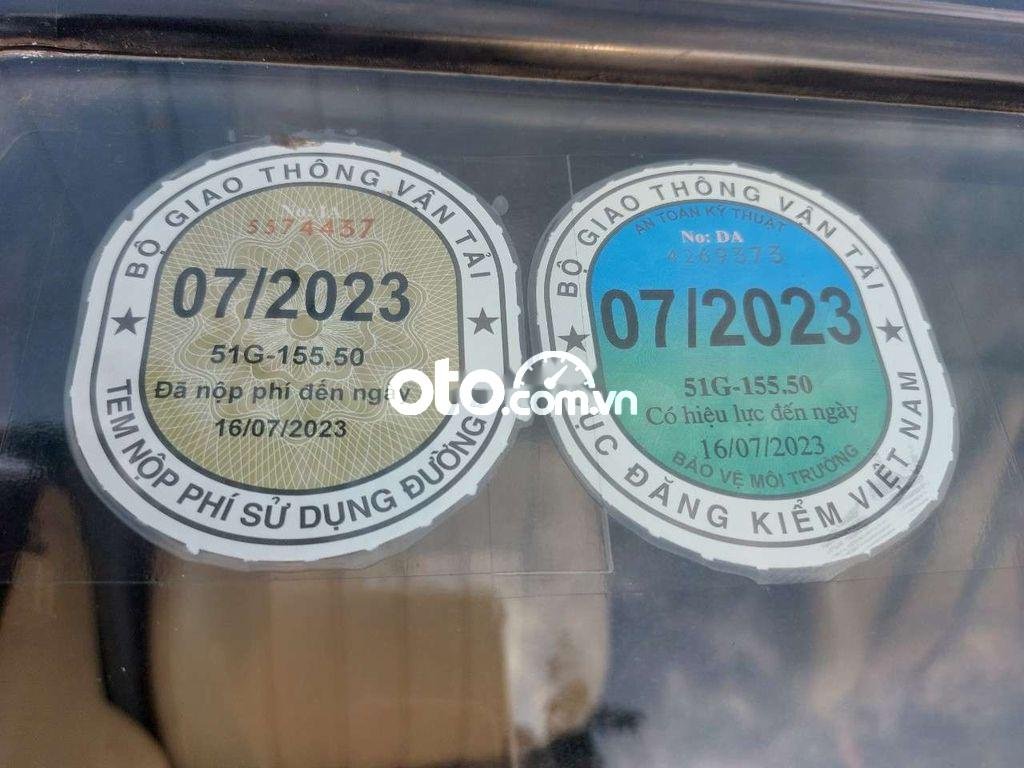 BỘ GIAO THÔNG VẬN TẢI
5574437
07/2023
51G-155.50
Đã nộp phí đến ngày
16/07/2023
TEM NỘP PHÍ SỬ DỤNG ĐƯỜNG
BỘ GIAO THÔNG VẬN TẢI
AN TOÀN KỸ THUẬT
No: DA
4269373
07/2023
51G-155.50
Có hiệu lực đến ngày
16/07/2023
BẢO VỆ MÔI TRƯỜNG
CỤC ĐĂNG KIỂM VIỆT NAM
oto.com.vn